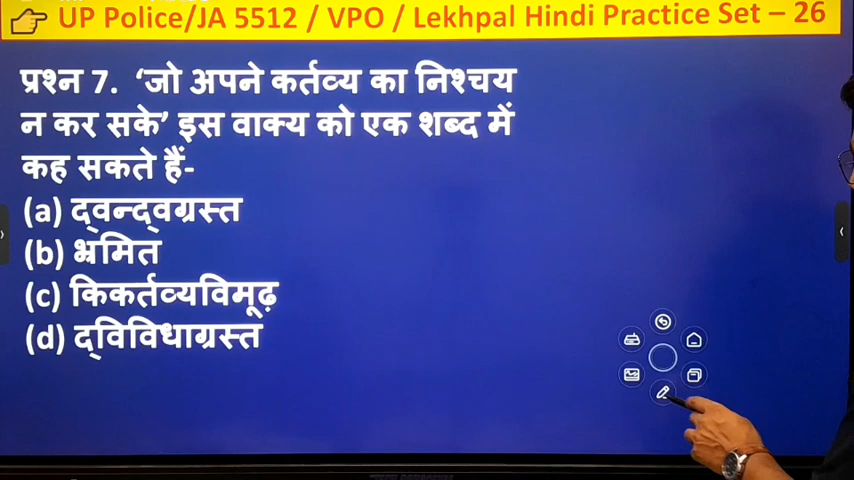 UP Police/JA 5512 / VPO / Lekhpal Hindi Practice Set – 26
प्रश्न 7. ‘जो अपने कर्तव्य का निश्चय
न कर सके’ इस वाक्य को एक शब्द में
कह सकते हैं-
(a) द्वन्द्वग्रस्त
(b) भ्रमित
(c) किकर्तव्यविमूढ़
(d) द्विविधाग्रस्त